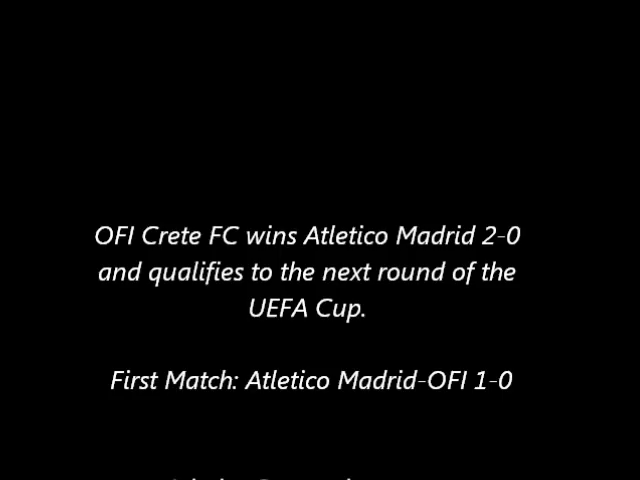 OFI Crete FC wins Atletico Madrid 2-0
and qualifies to the next round of the
UEFA Cup.
First Match: Atletico Madrid-OFI 1-0